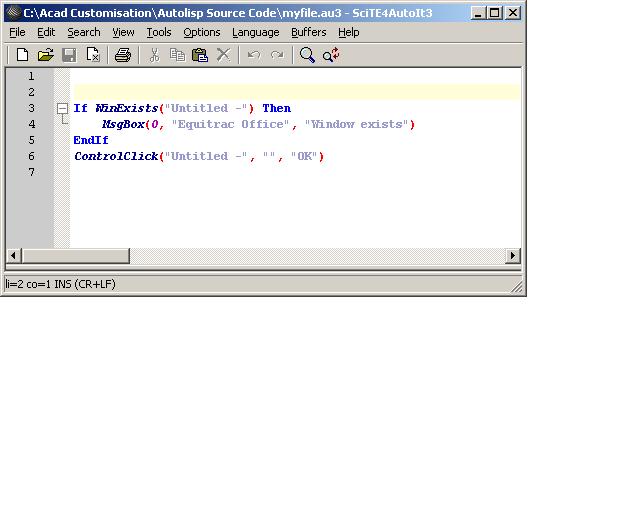 C:\Acad Customisation\Autolisp Source Code\myfile.au3 - SciTE4AutoIt3
File Edit Search View Tools Options Language Buffers Help
1
2
3 If WinExists("Untitled -") Then
4 MsgBox(0, "Equitrac Office", "Window exists")
5 EndIf
6 ControlClick("Untitled -", "", "OK")
7
li=2 co=1 INS (CR+LF)